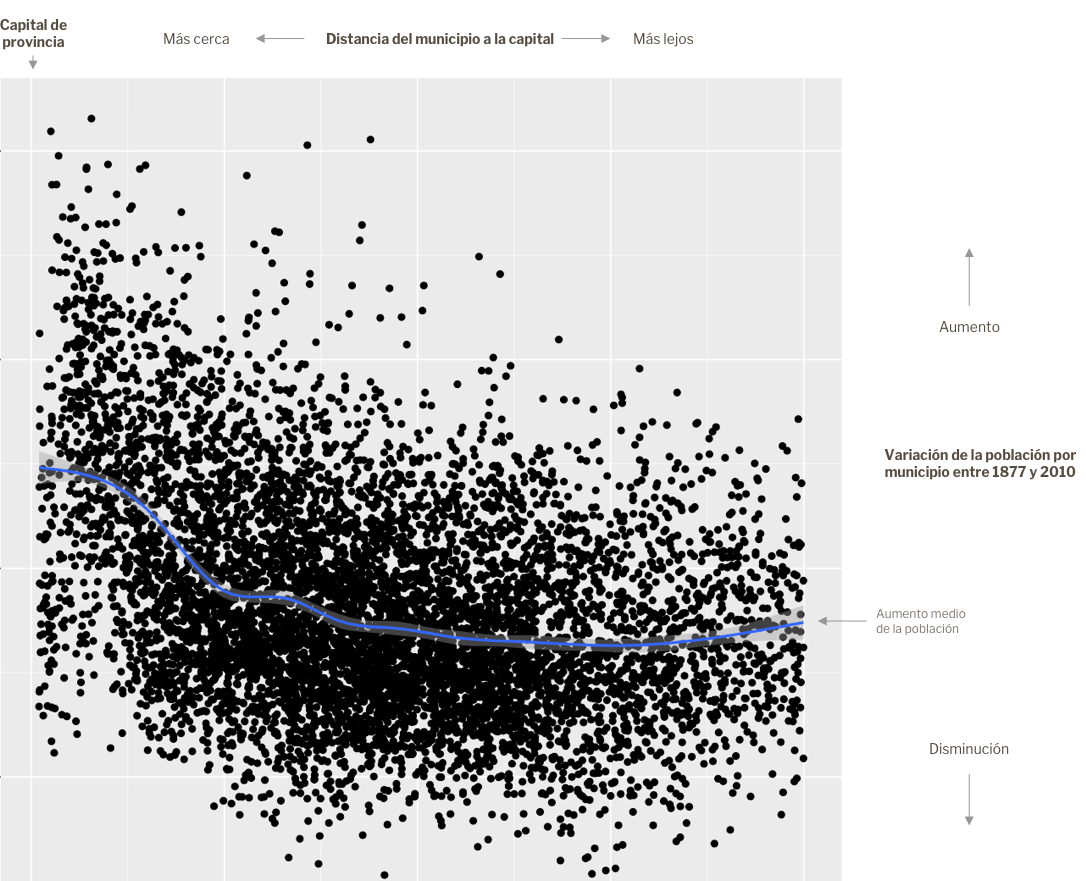 Capital de
provincia
Más cerca
Distancia del municipio a la capital
Más lejos
Aumento
Variación de la población por
municipio entre 1877 y 2010
Aumento medio
de la población
Disminución